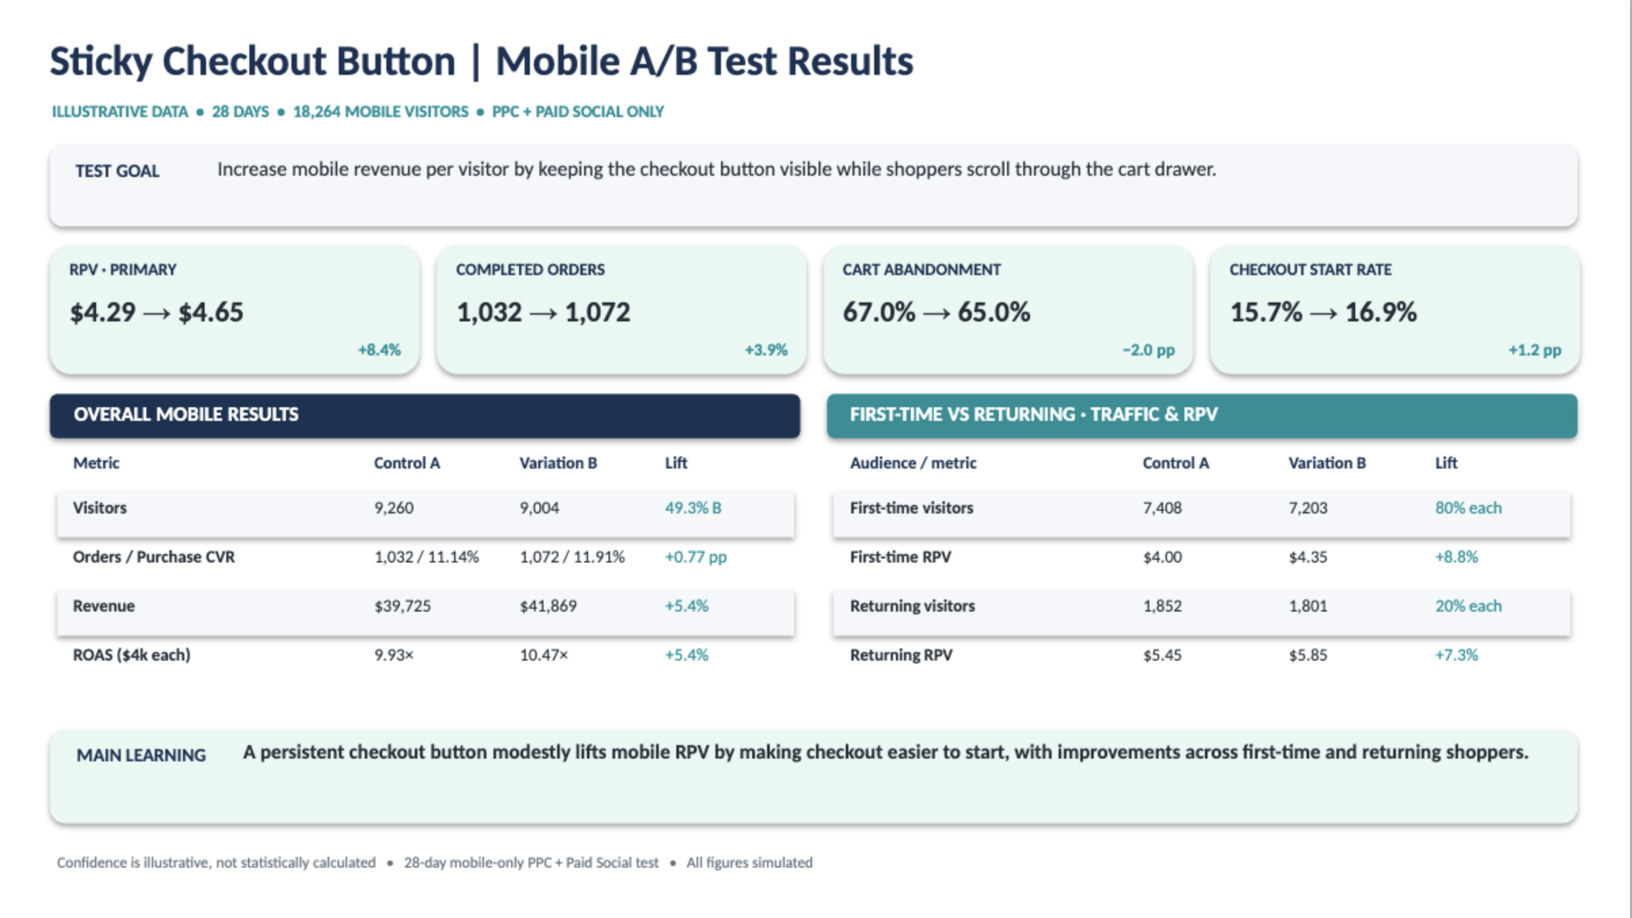 Sticky Checkout Button | Mobile A/B Test Results
ILLUSTRATIVE DATA ● 28 DAYS ● 18,264 MOBILE VISITORS ● PPC + PAID SOCIAL ONLY
TEST GOAL Increase mobile revenue per visitor by keeping the checkout button visible while shoppers scroll through the cart drawer.
RPV · PRIMARY
$4.29 → $4.65
+8.4%
COMPLETED ORDERS
1,032 → 1,072
+3.9%
CART ABANDONMENT
67.0% → 65.0%
−2.0 pp
CHECKOUT START RATE
15.7% → 16.9%
+1.2 pp
OVERALL MOBILE RESULTS
Metric Control A Variation B Lift
Visitors 9,260 9,004 49.3% B
Orders / Purchase CVR 1,032 / 11.14% 1,072 / 11.91% +0.77 pp
Revenue $39,725 $41,869 +5.4%
ROAS ($4k each) 9.93× 10.47× +5.4%
FIRST-TIME VS RETURNING · TRAFFIC & RPV
Audience / metric Control A Variation B Lift
First-time visitors 7,408 7,203 80% each
First-time RPV $4.00 $4.35 +8.8%
Returning visitors 1,852 1,801 20% each
Returning RPV $5.45 $5.85 +7.3%
MAIN LEARNING A persistent checkout button modestly lifts mobile RPV by making checkout easier to start, with improvements across first-time and returning shoppers.
Confidence is illustrative, not statistically calculated ● 28-day mobile-only PPC + Paid Social test ● All figures simulated